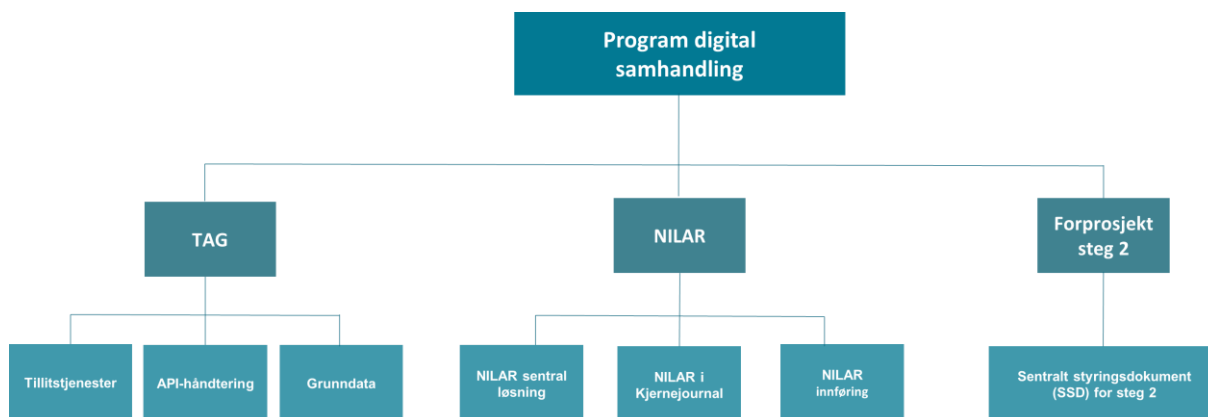 Program digital
samhandling
TAG
NILAR
Forprosjekt
steg 2
Tillitstjenester
API-håndtering
Grunndata
NILAR sentral
løsning
NILAR i
Kjernejournal
NILAR
innføring
Sentralt styringsdokument
(SSD) for steg 2